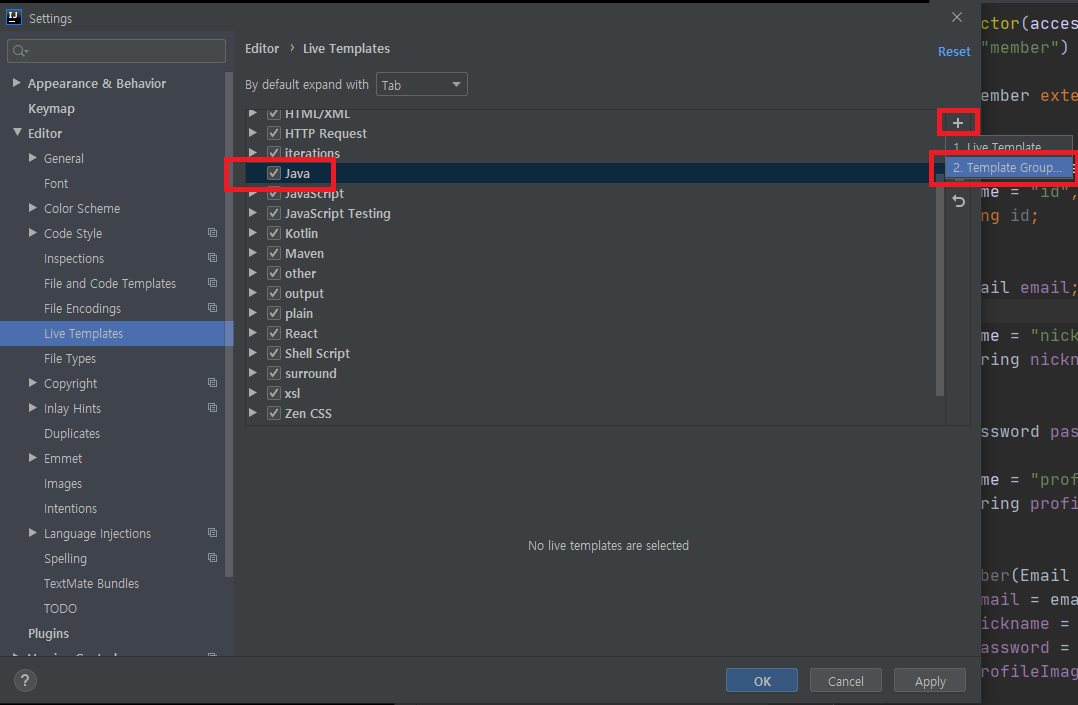 Settings
Appearance & Behavior
Keymap
Editor
General
Font
Color Scheme
Code Style
Inspections
File and Code Templates
File Encodings
Live Templates
File Types
Copyright
Inlay Hints
Duplicates
Emmet
Images
Intentions
Language Injections
Spelling
TextMate Bundles
TODO
Plugins
Editor › Live Templates
Reset
By default expand with Tab
HTML/XML
HTTP Request
iterations
Java
JavaScript
JavaScript Testing
Kotlin
Maven
other
output
plain
React
Shell Script
surround
xsl
Zen CSS
1. Live Template
2. Template Group...
No live templates are selected
? OK Cancel Apply
ctor(acces
"member")
ember exte
me = "id",
ng id;
ail email;
me = "nick
ring nickn
ssword pas
me = "prof
ring profi
ber(Email
mail = ema
ickname =
assword =
rofileImag